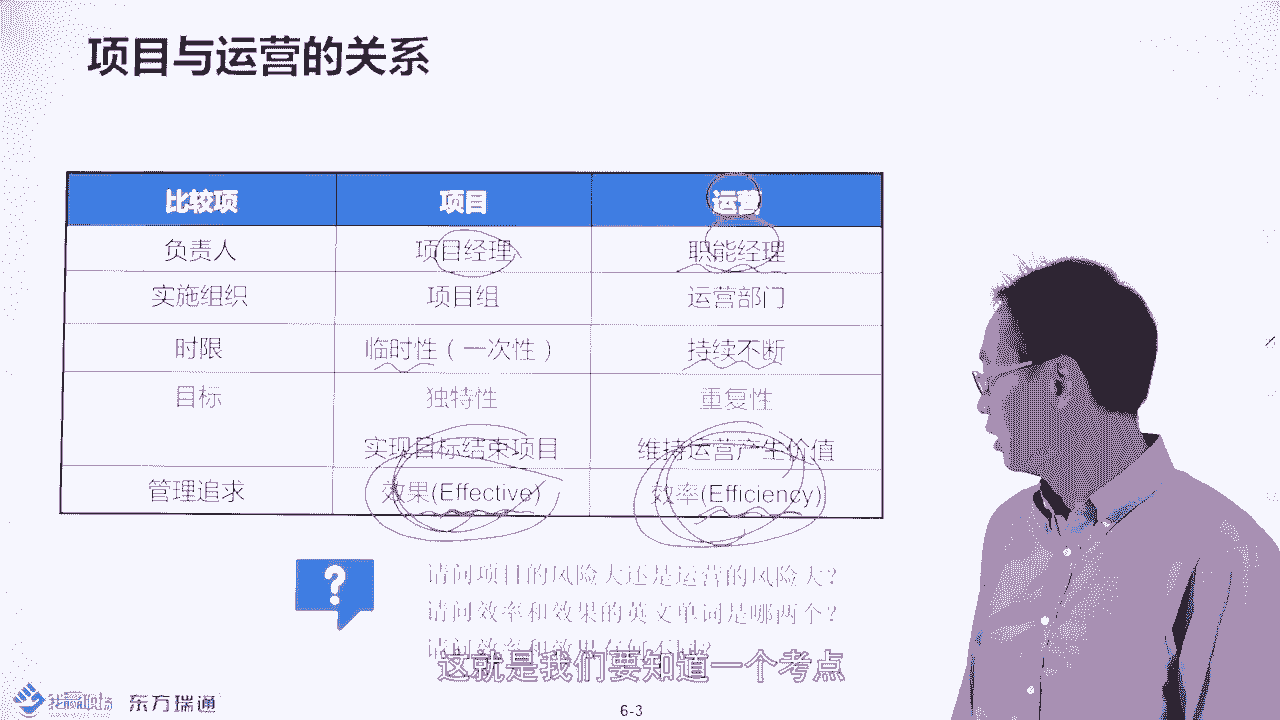 项目与运营的关系
比较项 项目 运营
负责人 项目经理 职能经理
实施组织 项目组 运营部门
时限 临时性（一次性） 持续不断
目标 独特性 重复性
实现目标结束项目 维持运营产生价值
管理追求 效果(Effective) 效率(Efficiency)
?
请问项目的风险大还是运营的风险大?
请问效率和效果的英文单词是哪两个?
请问效率和效果
这就是我们要知道一个考点
东方瑞通
6-3